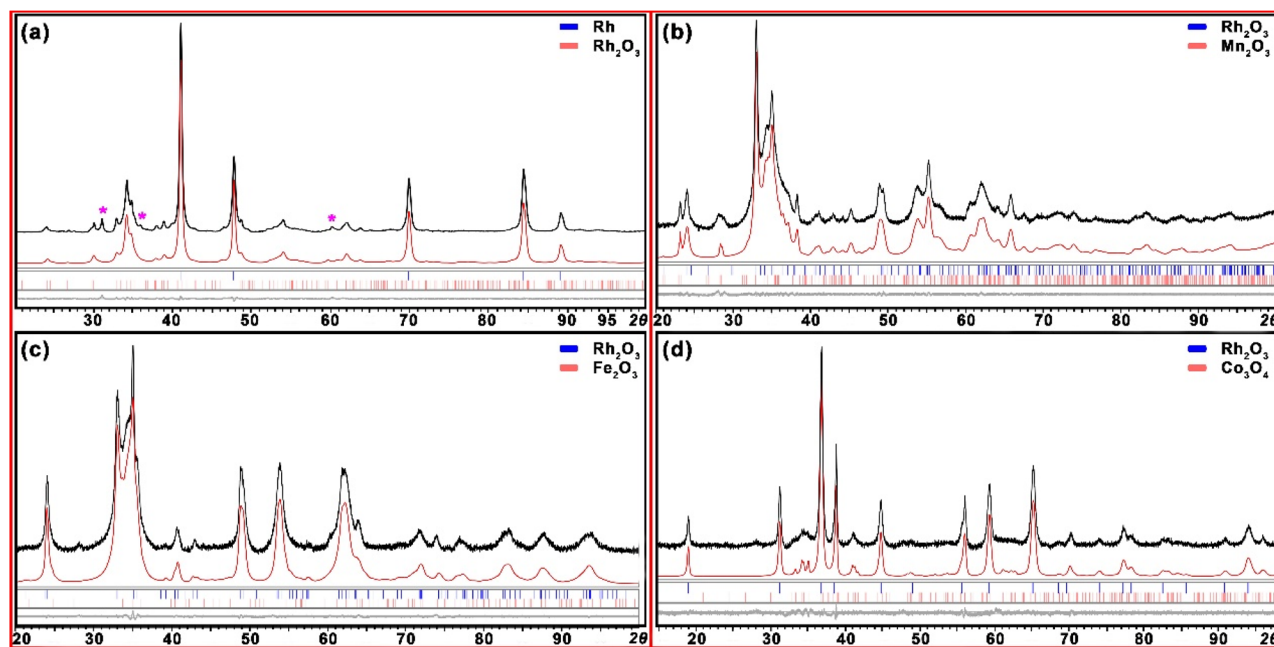 (a)
Rh
Rh₂O₃
*
*
*
30 40 50 60 70 80 90 95 2θ
(b)
Rh₂O₃
Mn₂O₃
20 30 40 50 60 70 80 90 2θ
(c)
Rh₂O₃
Fe₂O₃
20 30 40 50 60 70 80 90 2θ
(d)
Rh₂O₃
Co₃O₄
20 30 40 50 60 70 80 90 2θ